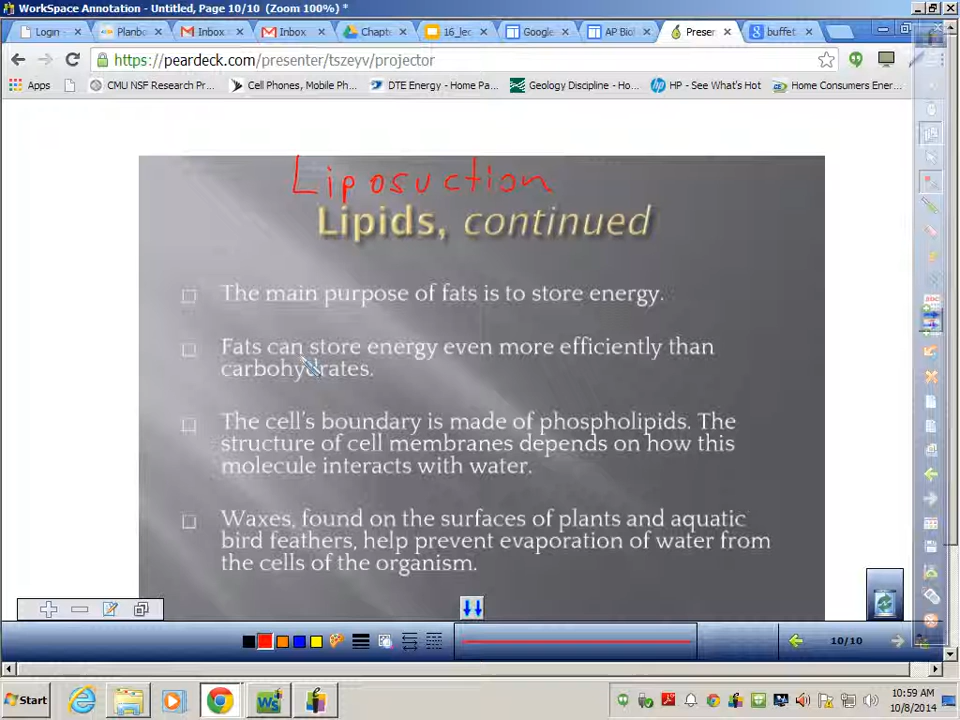 WorkSpace Annotation - Untitled, Page 10/10 (Zoom 100%) *
Login -
Planbo
Inbox
Inbox
Chapte
16_lec
Google
AP Bio
Presen
buffet
https://peardeck.com/presenter/tszeyv/projector
Apps
CMU NSF Research Pr...
Cell Phones, Mobile Ph...
DTE Energy - Home Pa...
Geology Discipline - Ho...
HP - See What's Hot
Home Consumers Ener...
Liposuction
Lipids, continued
The main purpose of fats is to store energy.
Fats can store energy even more efficiently than
carbohydrates.
The cell's boundary is made of phospholipids. The
structure of cell membranes depends on how this
molecule interacts with water.
Waxes, found on the surfaces of plants and aquatic
bird feathers, help prevent evaporation of water from
the cells of the organism.
10/10
Start
10:59 AM
10/8/2014